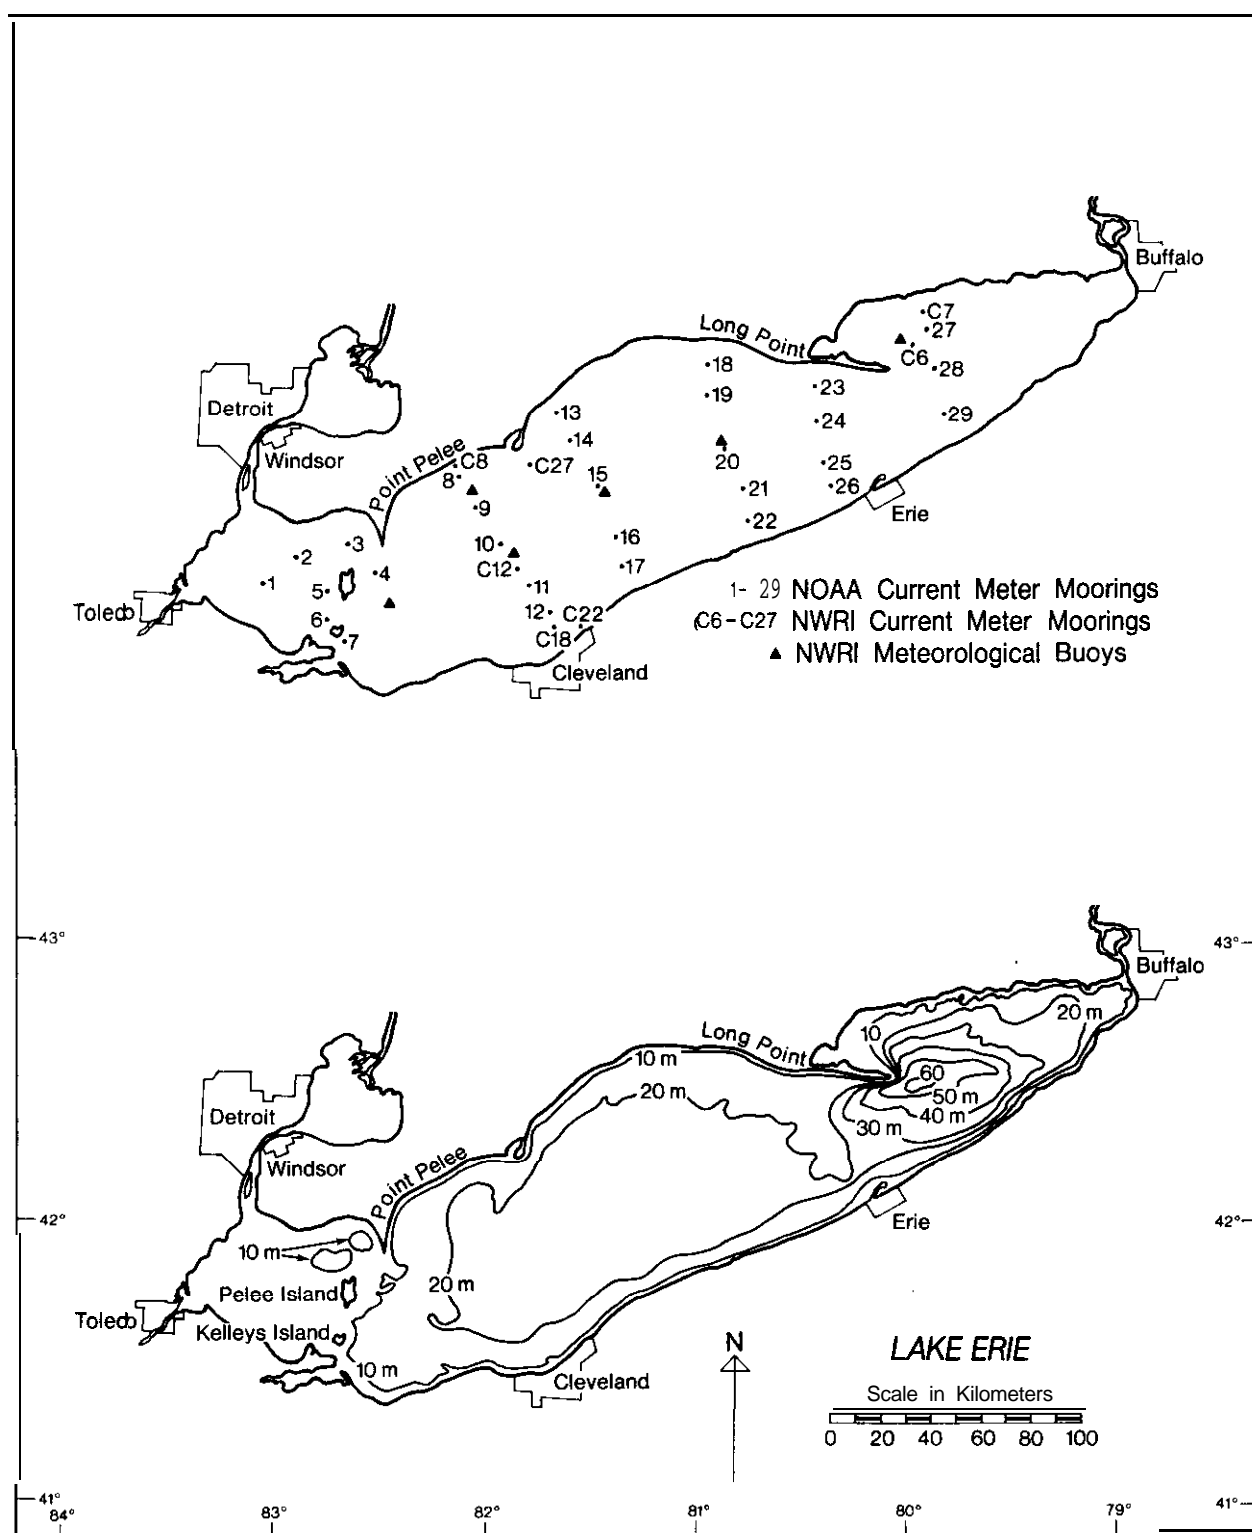 Buffalo
C7
27
Long Point
C6
18
28
23
19
Detroit
13
29
24
14
Point Pelee
Windsor
C8
C27
20
25
8
15
21
26
9
Erie
22
3
10
16
2
C12
17
4
1
11
5
1- 29 NOAA Current Meter Moorings
Toledo
12
C22
6
(C6-C27 NWRI Current Meter Moorings
7
C18
▲ NWRI Meteorological Buoys
Cleveland
43°
43°
Buffalo
20 m
Long Point
10
10 m
60
20 m
50 m
Detroit
40 m
30 m
Windsor
Point Pelee
42°
Erie
42°
10 m
20 m
Pelee Island
Toledo
Kelleys Island
N
LAKE ERIE
10 m
Cleveland
Scale in Kilometers
0 20 40 60 80 100
41°
41°
84° 83° 82° 81° 80° 79°